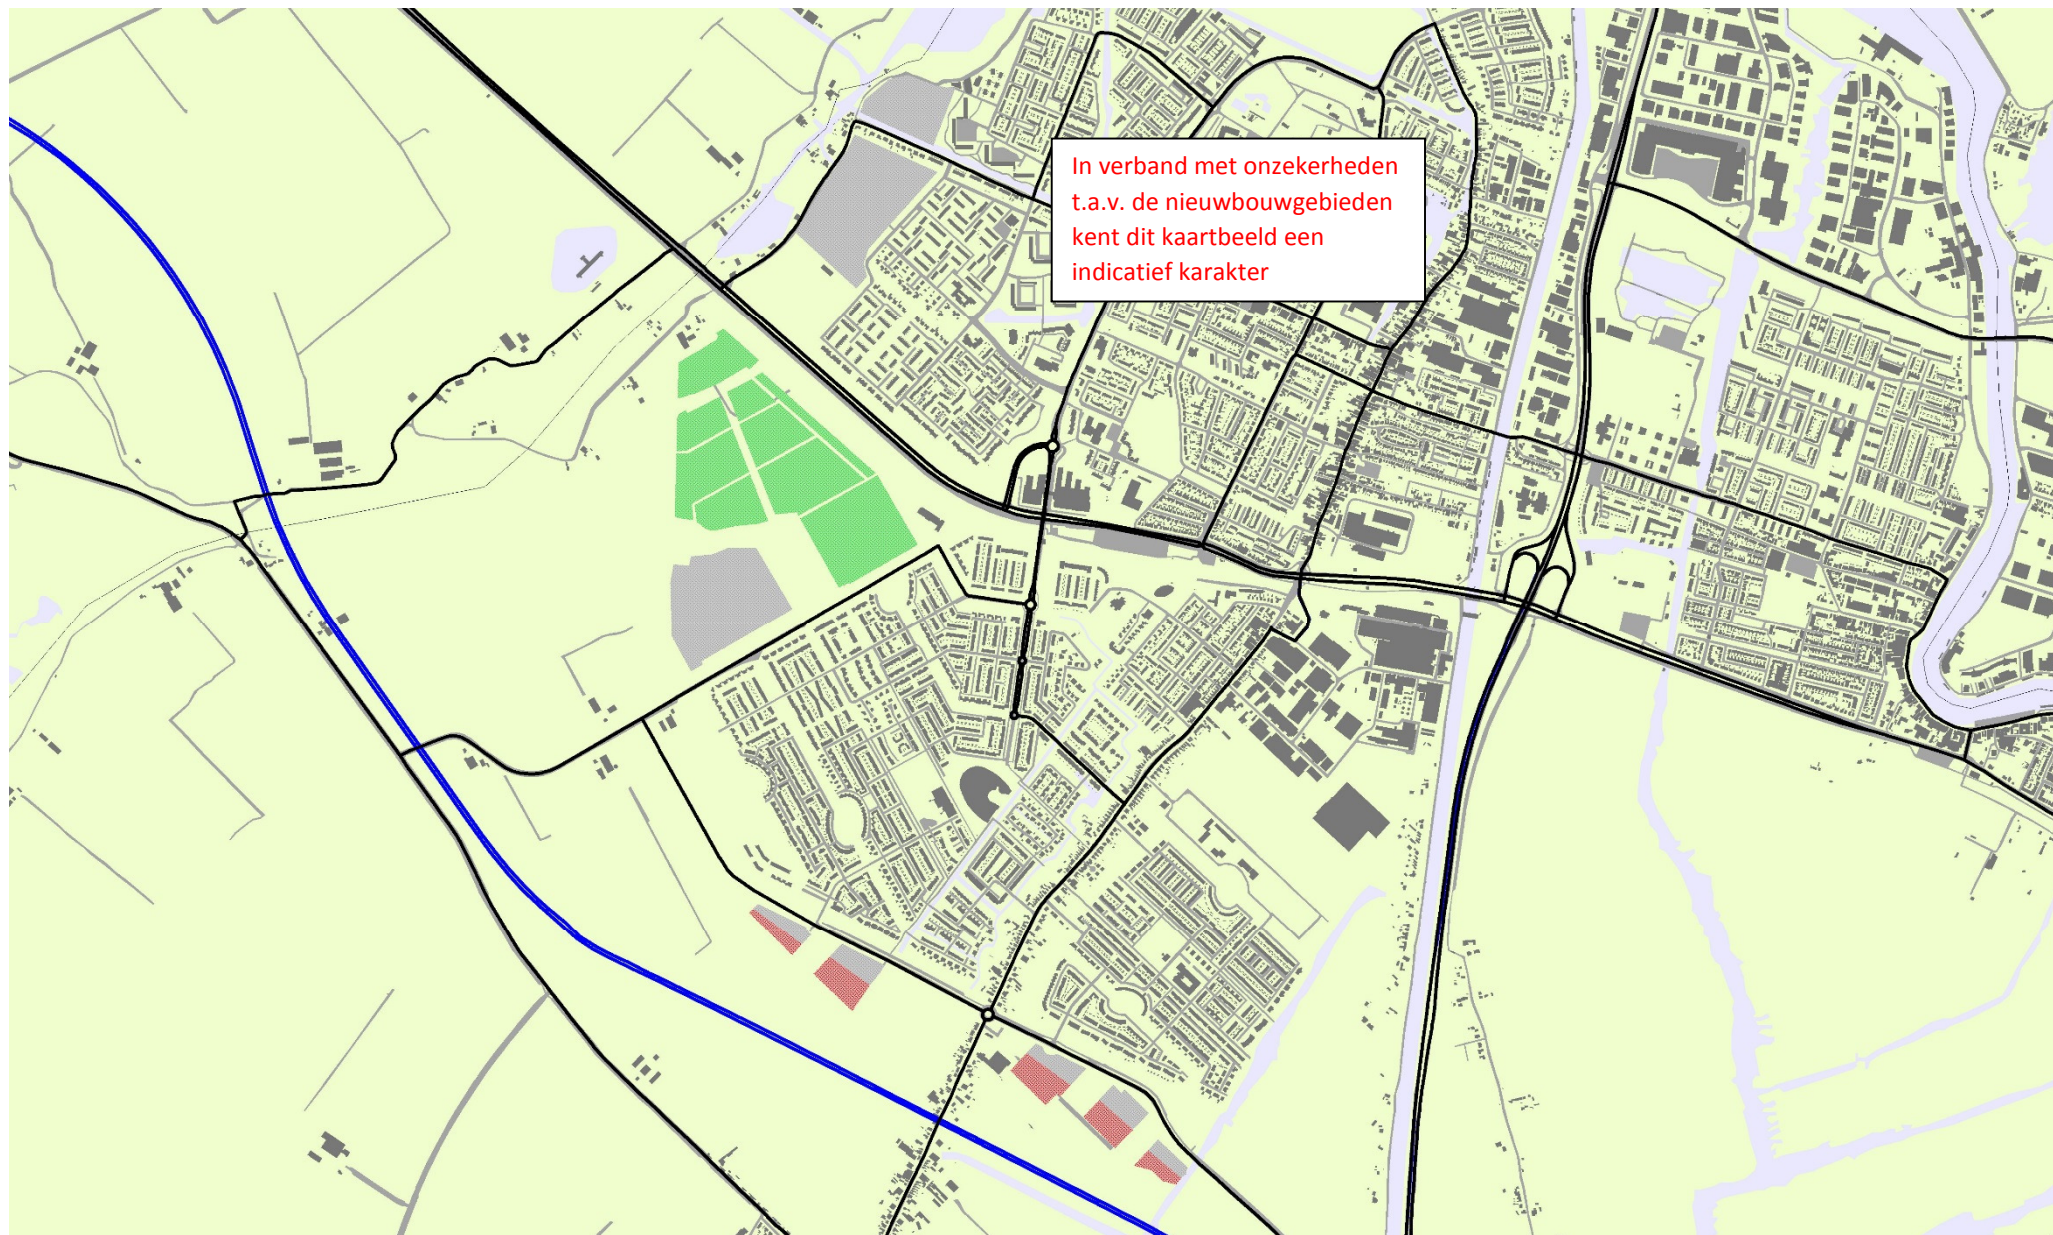 In verband met onzekerheden
t.a.v. de nieuwbouwgebieden
kent dit kaartbeeld een
indicatief karakter